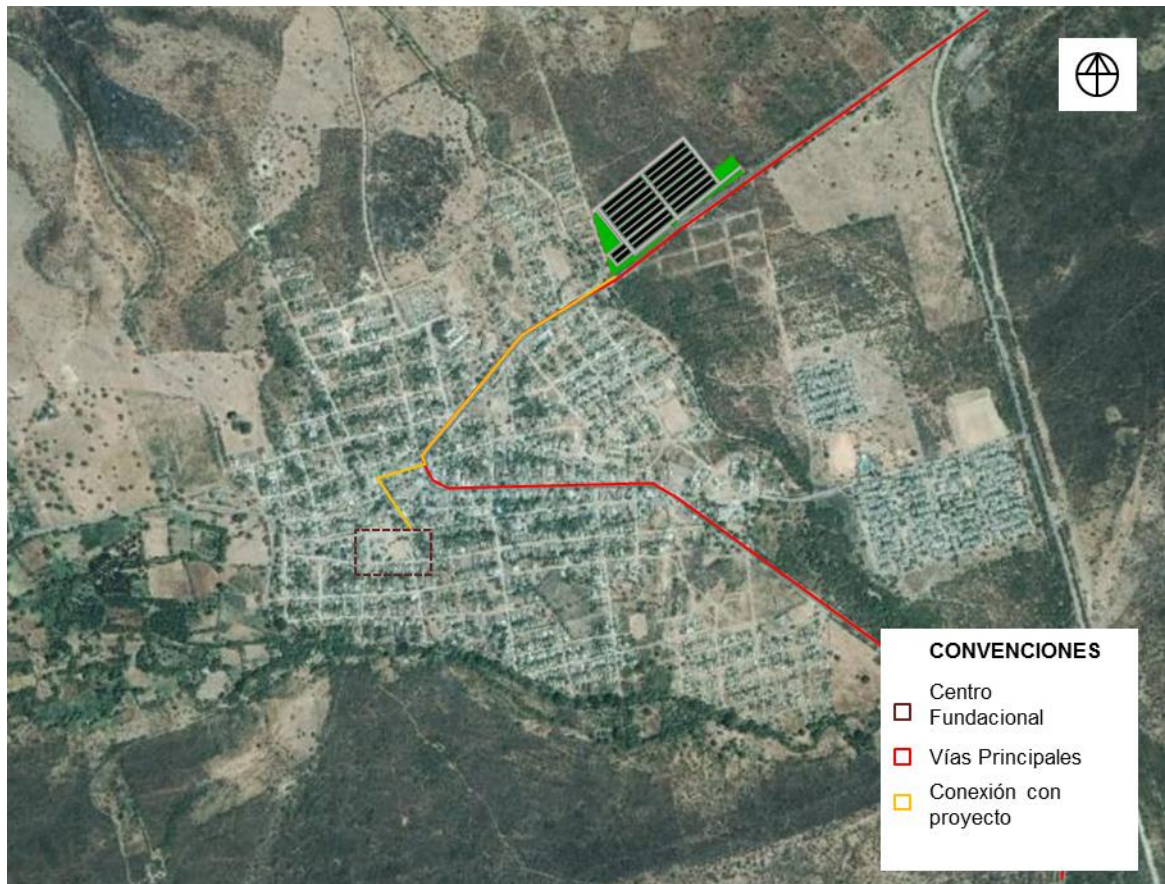 CONVENCIONES
Centro
Fundacional
Vías Principales
Conexión con
proyecto